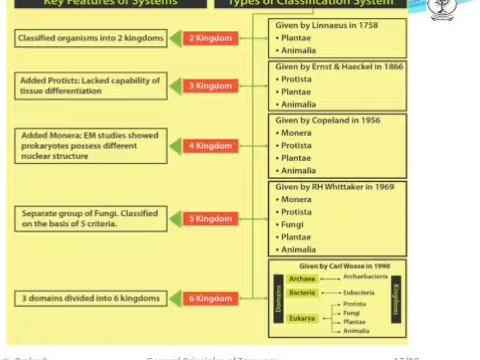 Key Features of Systems
Types of Classification System
Classified organisms into 2 kingdoms
2 Kingdom
Given by Linnaeus in 1758
• Plantae
• Animalia
Added Protists: Lacked capability of
tissue differentiation
3 Kingdom
Given by Ernst & Haeckel in 1866
• Protista
• Plantae
• Animalia
Added Monera: EM studies showed
prokaryotes possess different
nuclear structure
4 Kingdom
Given by Copeland in 1956
• Monera
• Protista
• Plantae
• Animalia
Separate group of Fungi. Classified
on the basis of 5 criteria.
5 Kingdom
Given by RH Whittaker in 1969
• Monera
• Protista
• Fungi
• Plantae
• Animalia
3 domains divided into 6 kingdoms
6 Kingdom
Given by Carl Woese in 1990
Domains
Archaea
Archaebacteria
Bacteria
Eubacteria
Eukarya
Protista
Fungi
Plantae
Animalia
Kingdoms
General Principles of